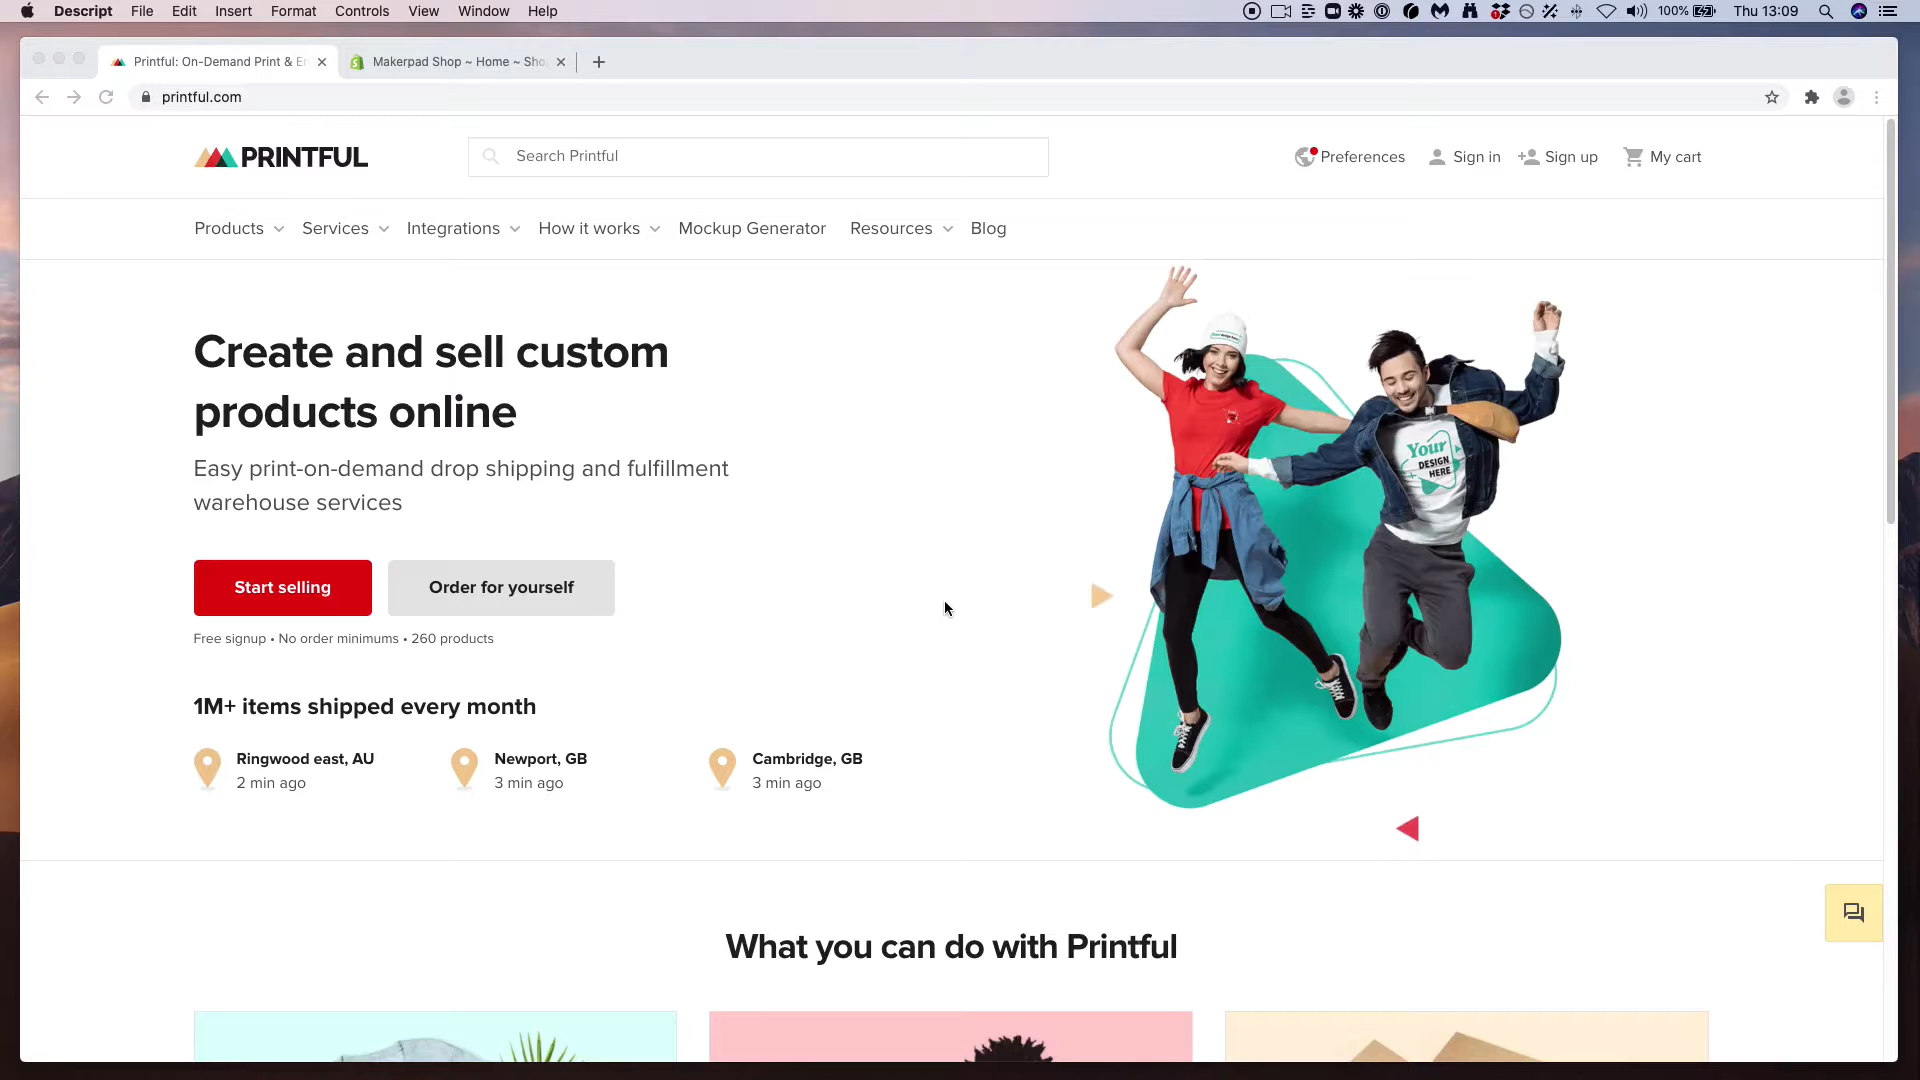 Descript File Edit Insert Format Controls View Window Help 100% Thu 13:09
Printful: On-Demand Print & Makerpad Shop ~ Home ~
printful.com
PRINTFUL Search Printful Preferences Sign in Sign up My cart
Products Services Integrations How it works Mockup Generator Resources Blog
Create and sell custom
products online
Easy print-on-demand drop shipping and fulfillment
warehouse services
Start selling Order for yourself
Free signup • No order minimums • 260 products
1M+ items shipped every month
Ringwood east, AU Newport, GB Cambridge, GB
2 min ago 3 min ago 3 min ago
Your
DESIGN
HERE
What you can do with Printful